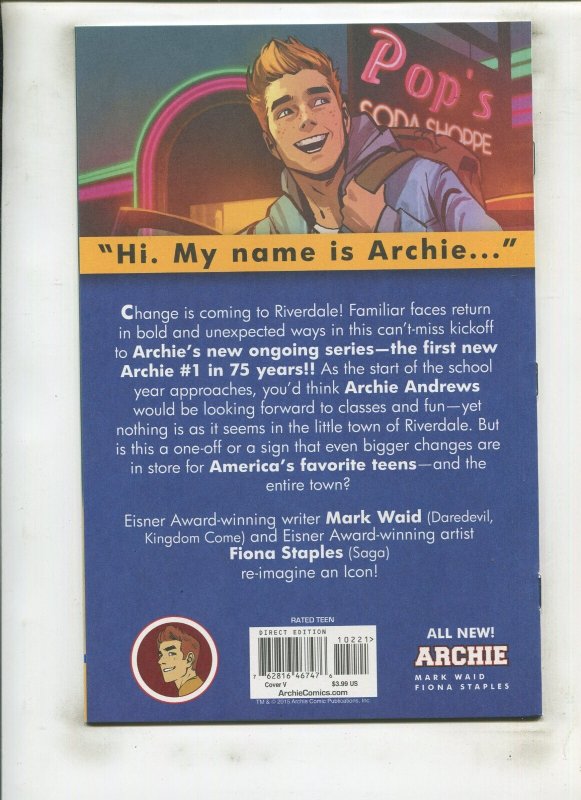 Pop's
SODA SHOPPE
"Hi. My name is Archie..."
Change is coming to Riverdale! Familiar faces return
in bold and unexpected ways in this can't-miss kickoff
to Archie's new ongoing series—the first new
Archie #1 in 75 years!! As the start of the school
year approaches, you'd think Archie Andrews
would be looking forward to classes and fun—yet
nothing is as it seems in the little town of Riverdale. But
is this a one-off or a sign that even bigger changes are
in store for America's favorite teens—and the
entire town?
Eisner Award-winning writer Mark Waid (Daredevil,
Kingdom Come) and Eisner Award-winning artist
Fiona Staples (Saga)
re-imagine an Icon!
RATED TEEN
DIRECT EDITION
10221>
7 62816 46747 6
Cover V
$3.99 US
ArchieComics.com
TM & © 2015 Archie Comic Publications, Inc.
ALL NEW!
ARCHIE
MARK WAID
FIONA STAPLES